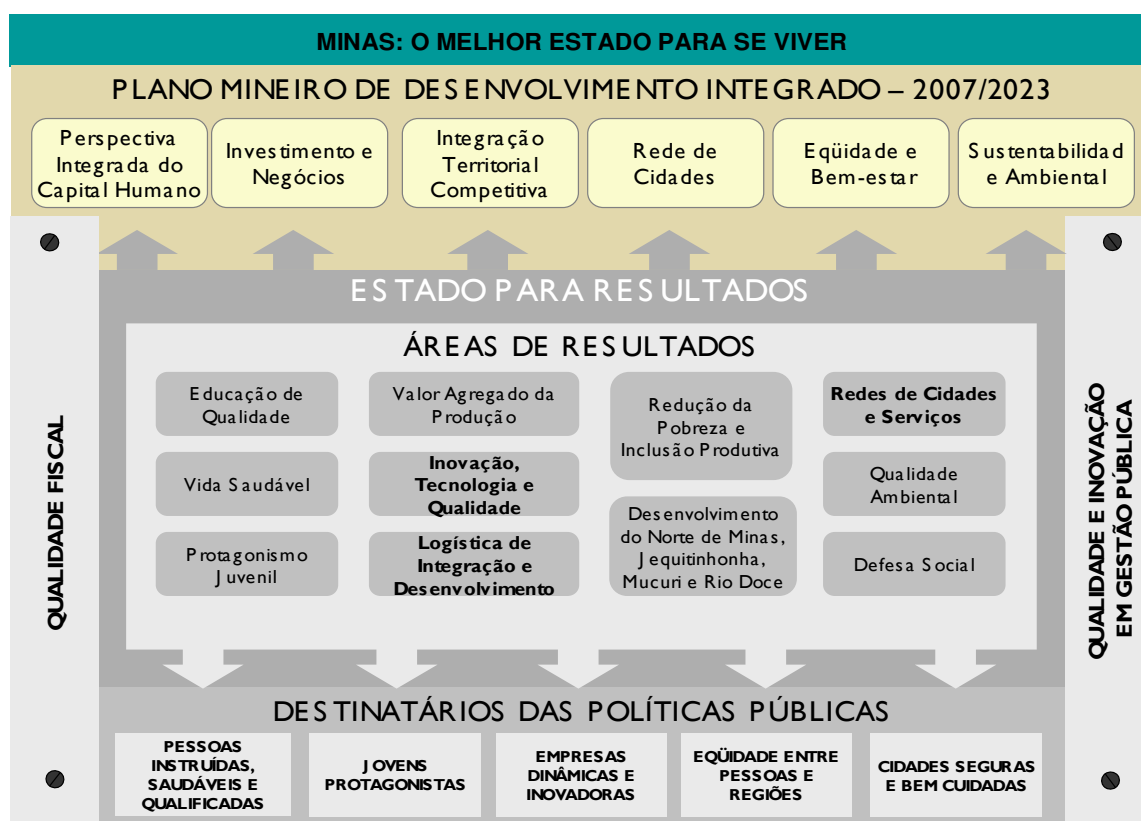 MINAS: O MELHOR ESTADO PARA SE VIVER
PLANO MINEIRO DE DESENVOLVIMENTO INTEGRADO – 2007/2023
Perspectiva
Integrada do
Capital Humano
Investimento e
Negócios
Integração
Territorial
Competitiva
Rede de
Cidades
Eqüidade e
Bem-estar
Sustentabilidad
e Ambiental
ESTADO PARA RESULTADOS
ÁREAS DE RESULTADOS
Educação de
Qualidade
Valor Agregado da
Produção
Redução da
Pobreza e
Inclusão Produtiva
Redes de Cidades
e Serviços
Vida Saudável
Inovação,
Tecnologia e
Qualidade
Qualidade
Ambiental
Protagonismo
Juvenil
Logística de
Integração e
Desenvolvimento
Desenvolvimento
do Norte de Minas,
Jequitinhonha,
Mucuri e Rio Doce
Defesa Social
QUALIDADE FISCAL
QUALIDADE E INOVAÇÃO
EM GESTÃO PÚBLICA
DESTINATÁRIOS DAS POLÍTICAS PÚBLICAS
PESSOAS
INSTRUÍDAS,
SAUDÁVEIS E
QUALIFICADAS
JOVENS
PROTAGONISTAS
EMPRESAS
DINÂMICAS E
INOVADORAS
EQÜIDADE ENTRE
PESSOAS E
REGIÕES
CIDADES SEGURAS
E BEM CUIDADAS